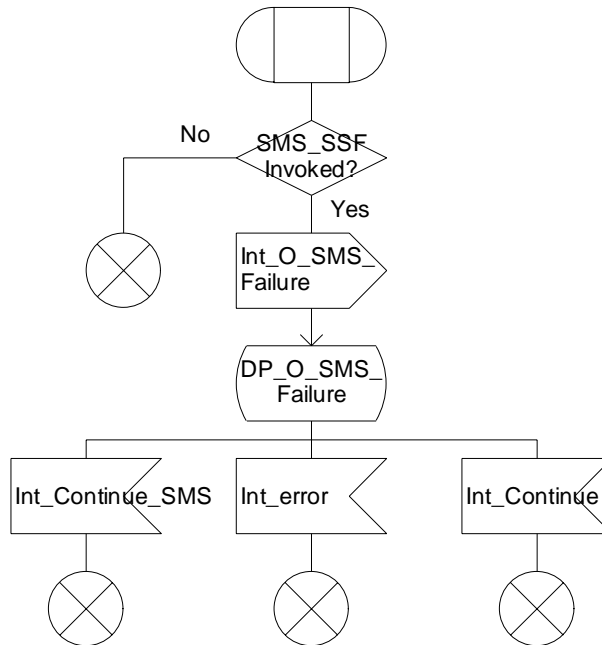 SMS_SSF
Invoked?
No
Yes
Int_O_SMS_
Failure
DP_O_SMS_
Failure
Int_Continue_SMS
Int_error
Int_Continue